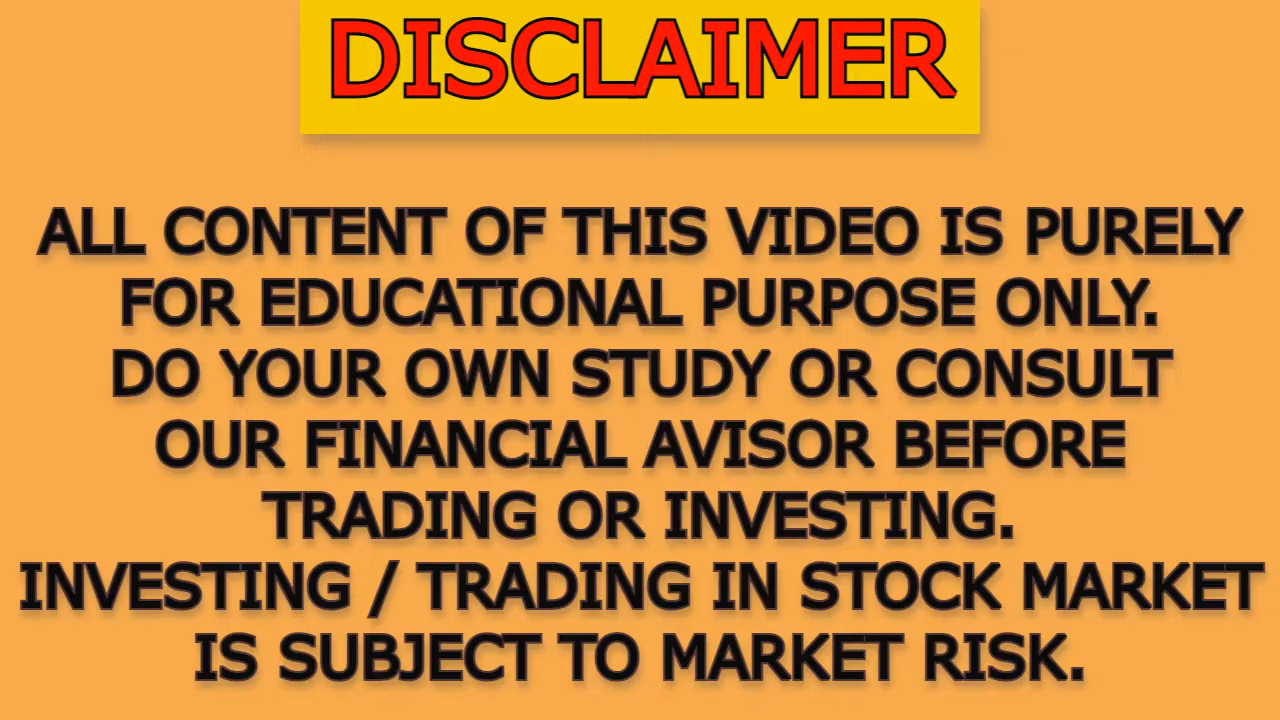 DISCLAIMER
ALL CONTENT OF THIS VIDEO IS PURELY
FOR EDUCATIONAL PURPOSE ONLY.
DO YOUR OWN STUDY OR CONSULT
OUR FINANCIAL AVISOR BEFORE
TRADING OR INVESTING.
INVESTING / TRADING IN STOCK MARKET
IS SUBJECT TO MARKET RISK.